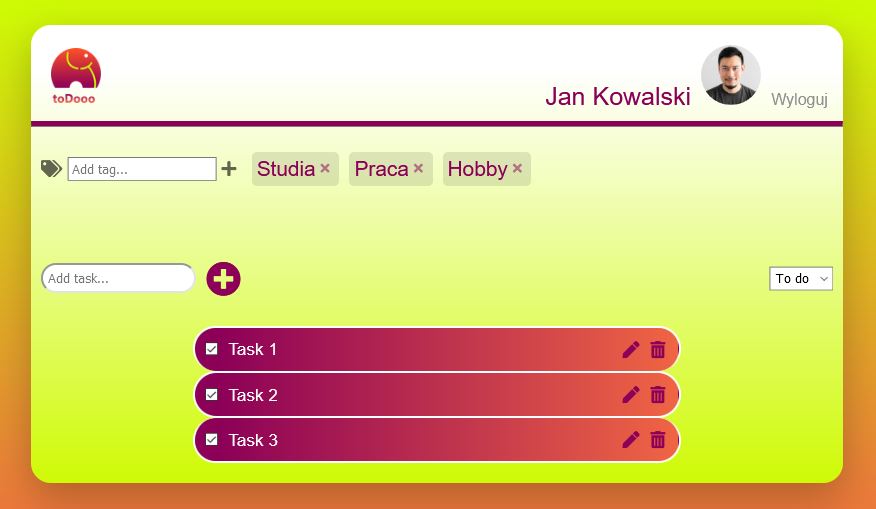 toDooo
Jan Kowalski
Wyloguj
Add tag...
Studia
Praca
Hobby
Add task...
To do
Task 1
Task 2
Task 3